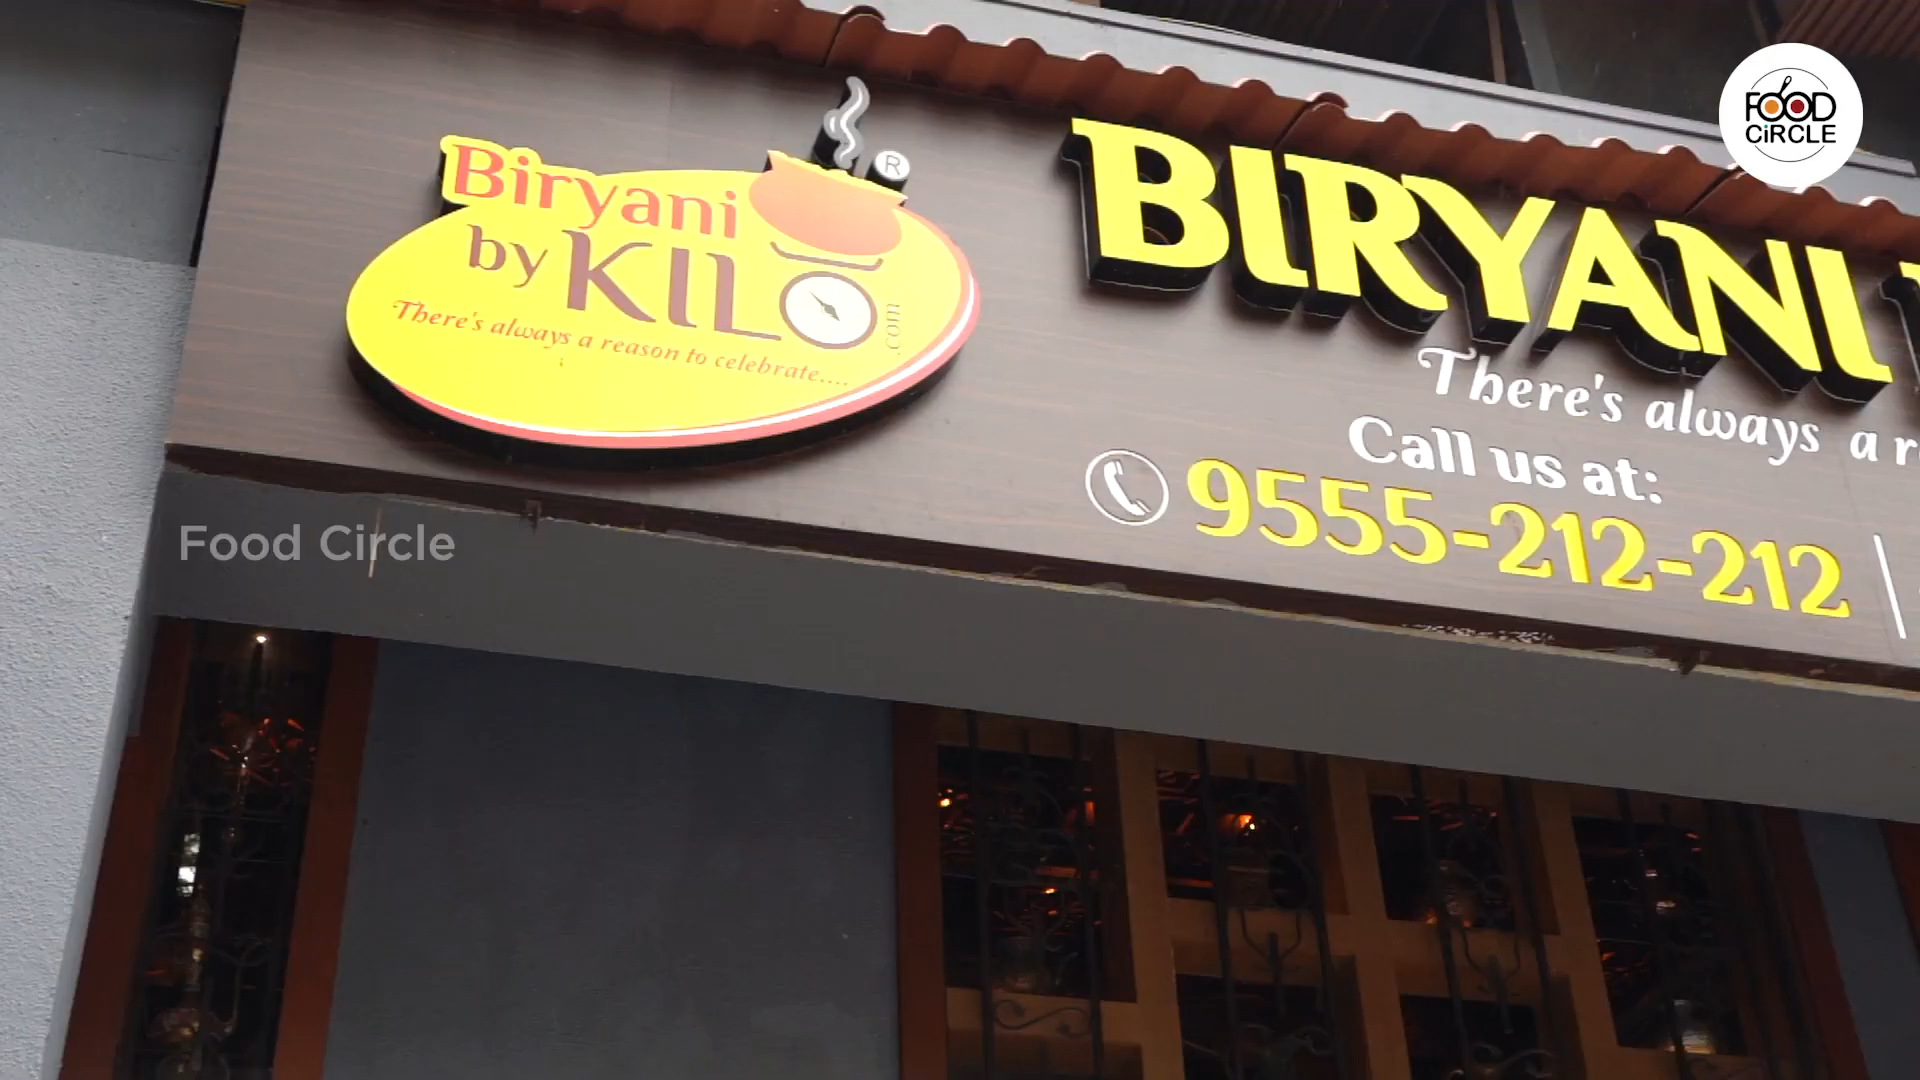 Biryani
by KILO
.com
There's always a reason to celebrate....
®
BIRYANI
There's always a
Call us at:
9555-212-212
FOOD
CiRCLE
Food Circle